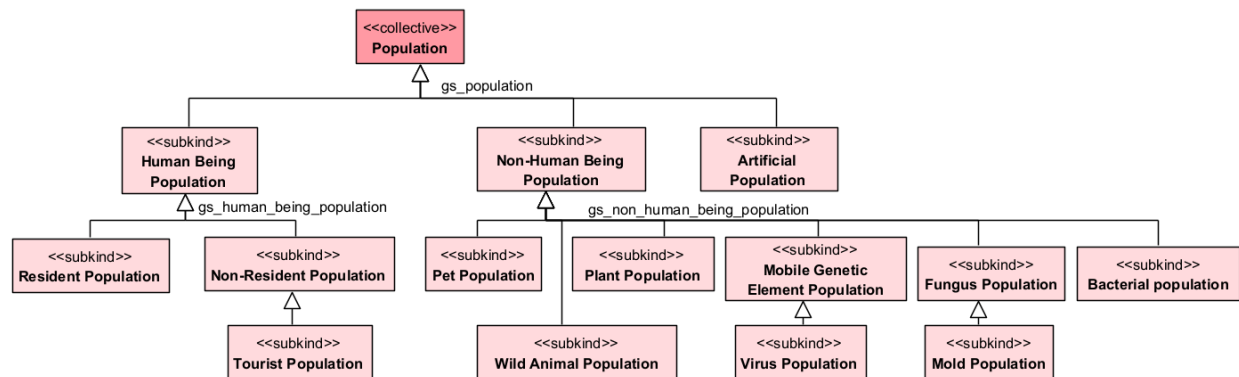 <<collective>>
Population
gs_population
<<subkind>>
Human Being
Population
<<subkind>>
Non-Human Being
Population
<<subkind>>
Artificial
Population
gs_human_being_population
gs_non_human_being_population
<<subkind>>
Resident Population
<<subkind>>
Non-Resident Population
<<subkind>>
Pet Population
<<subkind>>
Plant Population
<<subkind>>
Mobile Genetic
Element Population
<<subkind>>
Fungus Population
<<subkind>>
Bacterial population
<<subkind>>
Tourist Population
<<subkind>>
Wild Animal Population
<<subkind>>
Virus Population
<<subkind>>
Mold Population